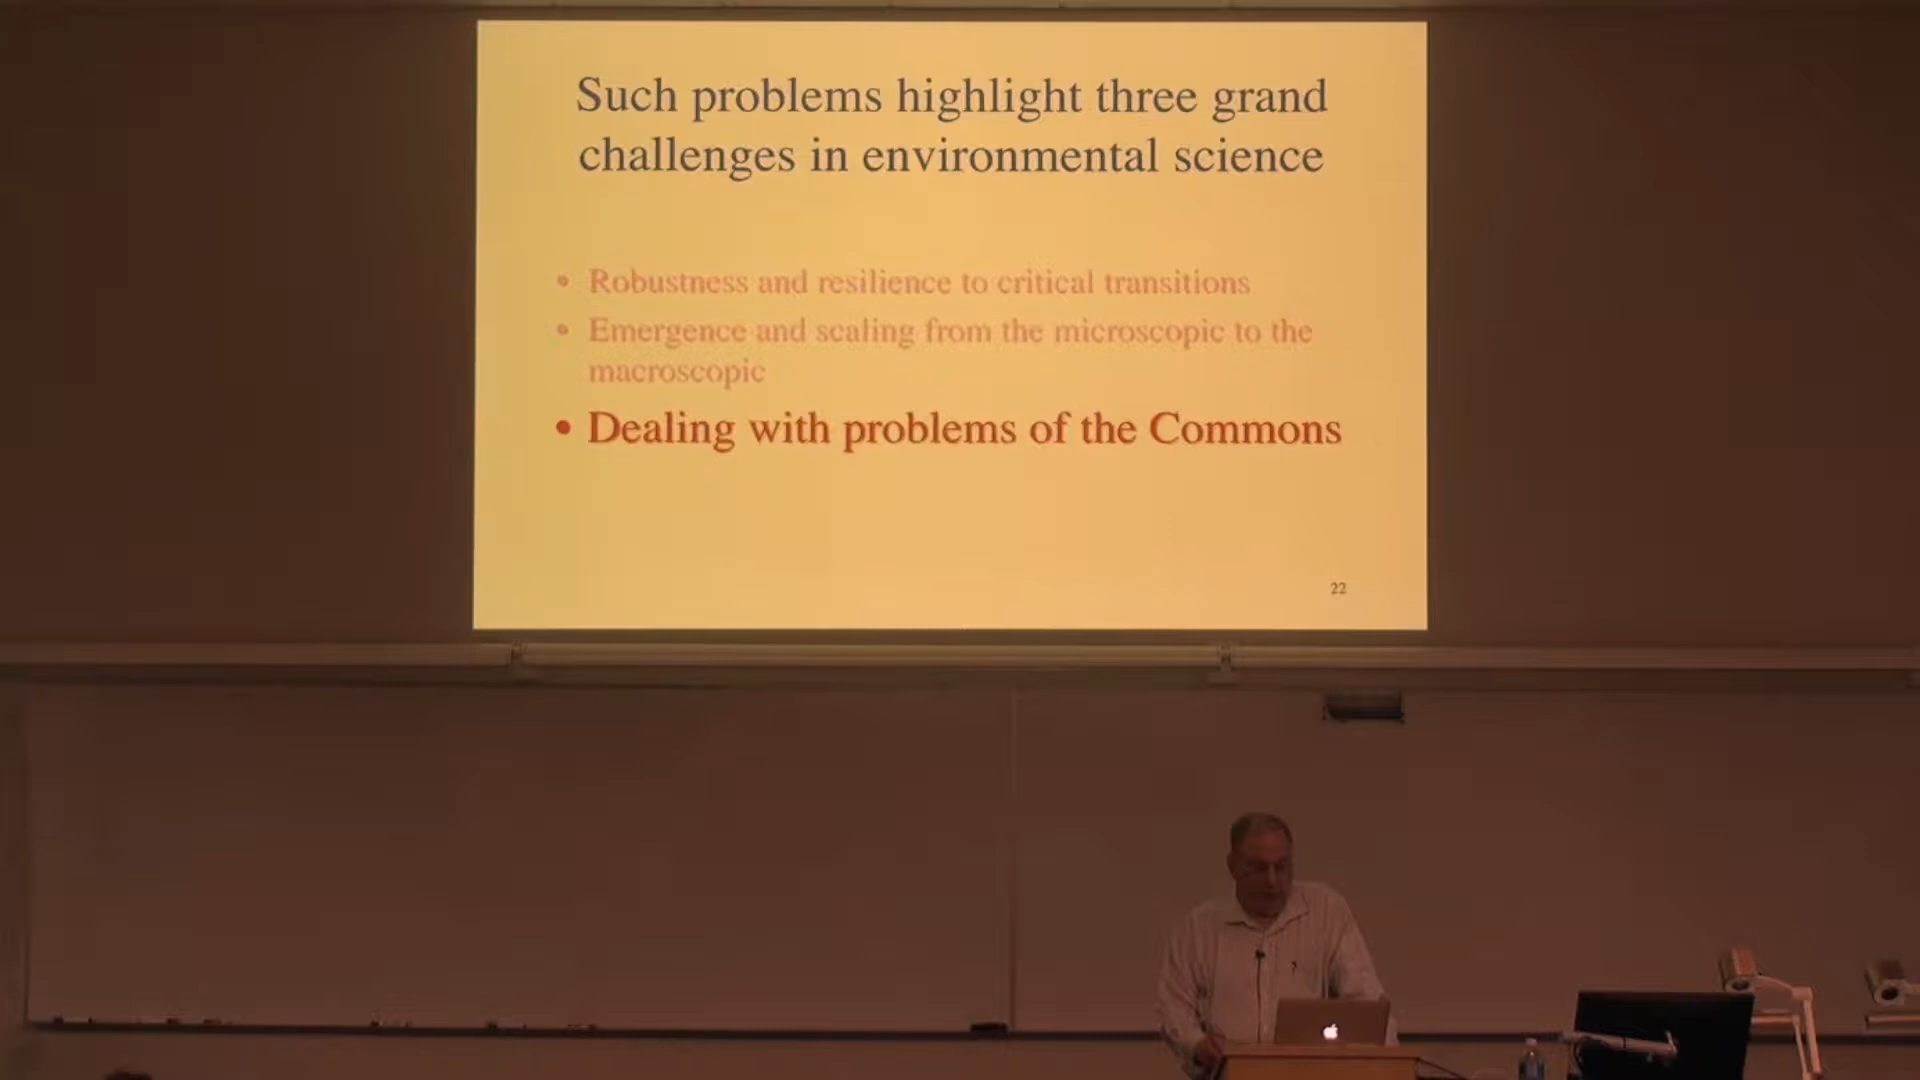 Such problems highlight three grand
challenges in environmental science
• Robustness and resilience to critical transitions
• Emergence and scaling from the microscopic to the
macroscopic
• Dealing with problems of the Commons
22